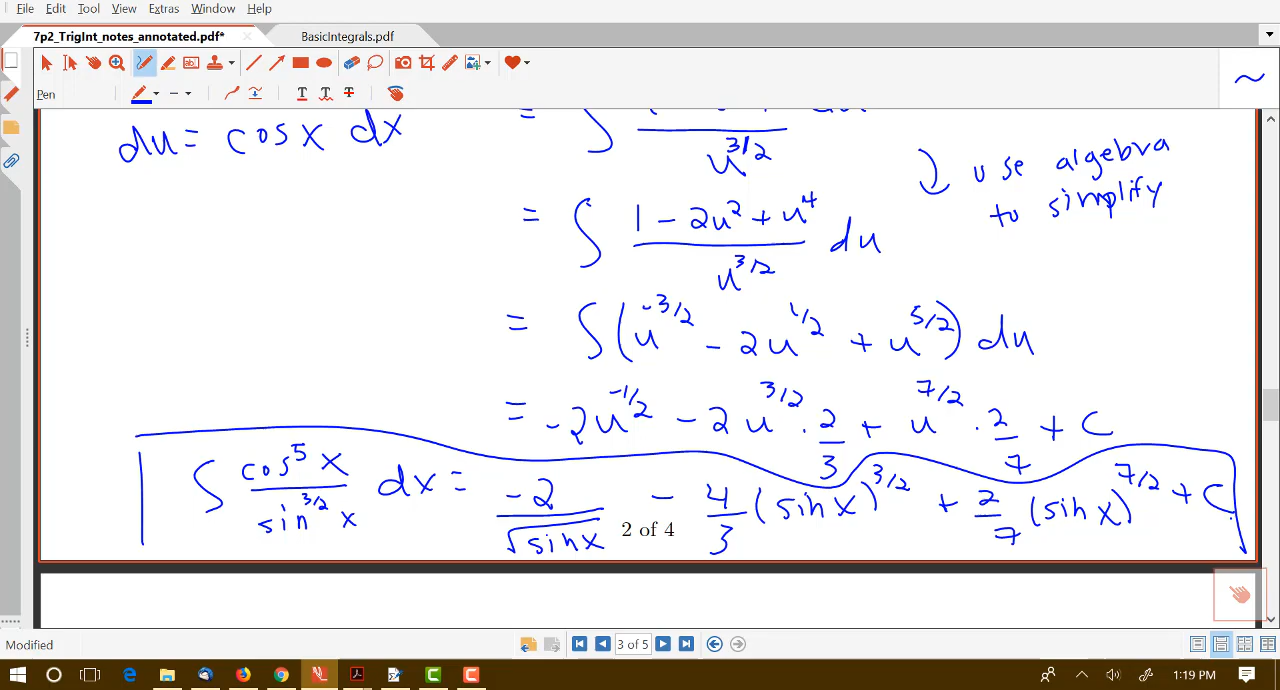 File Edit View Tool Extras Window Help
7p2_TrigInt_notes_annotated.pdf* × BasicIntegrals.pdf
Pen
du = cos x dx
= ∫ / u^{3/2}
use algebra
to simplify
= ∫ (1 - 2u^2 + u^4) / u^{3/2} du
= ∫ (u^{-3/2} - 2u^{1/2} + u^{5/2}) du
= -2u^{-1/2} - 2u^{3/2} · 2/3 + u^{7/2} · 2/7 + C
∫ cos^5 x / sin^{3/2} x dx = -2/√sin x - 4/3 (sin x)^{3/2} + 2/7 (sin x)^{7/2} + C
2 of 4
Modified 3 of 5
1:19 PM